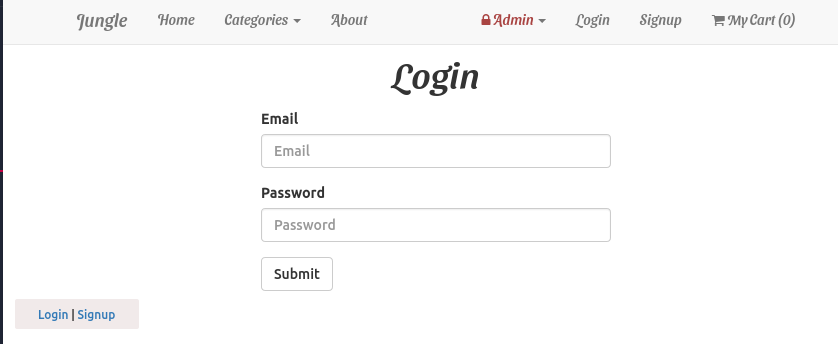 Jungle Home Categories About Admin Login Signup My Cart (0)
Login
Email
Email
Password
Password
Submit
Login | Signup